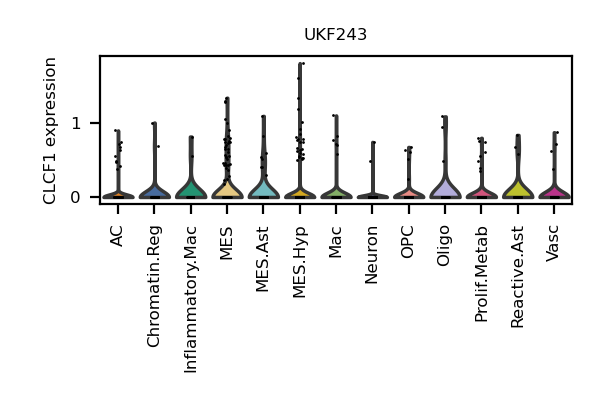 UKF243
CLCF1 expression
1
0
AC
Chromatin.Reg
Inflammatory.Mac
MES
MES.Ast
MES.Hyp
Mac
Neuron
OPC
Oligo
Prolif.Metab
Reactive.Ast
Vasc